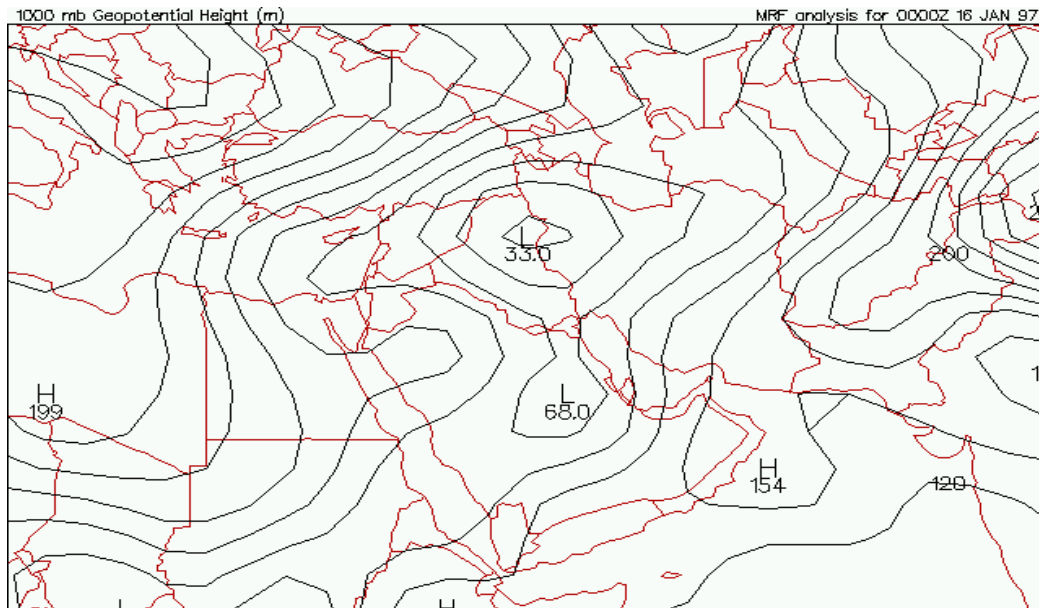 1000 mb Geopotential Height (m)
MRF analysis for 0000Z 16 JAN 97
L
33.0
200
H
199
L
68.0
H
154
120
L
H